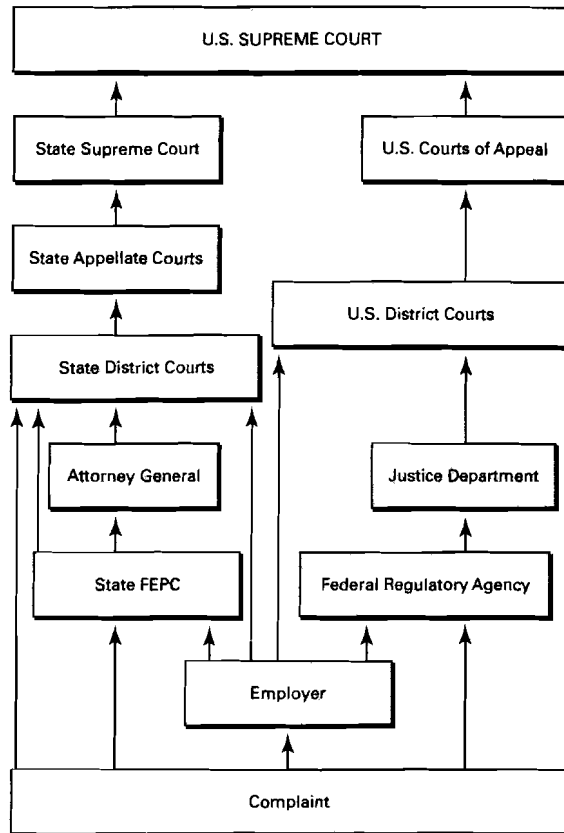 U.S. SUPREME COURT
State Supreme Court
U.S. Courts of Appeal
State Appellate Courts
U.S. District Courts
State District Courts
Attorney General
Justice Department
State FEPC
Federal Regulatory Agency
Employer
Complaint